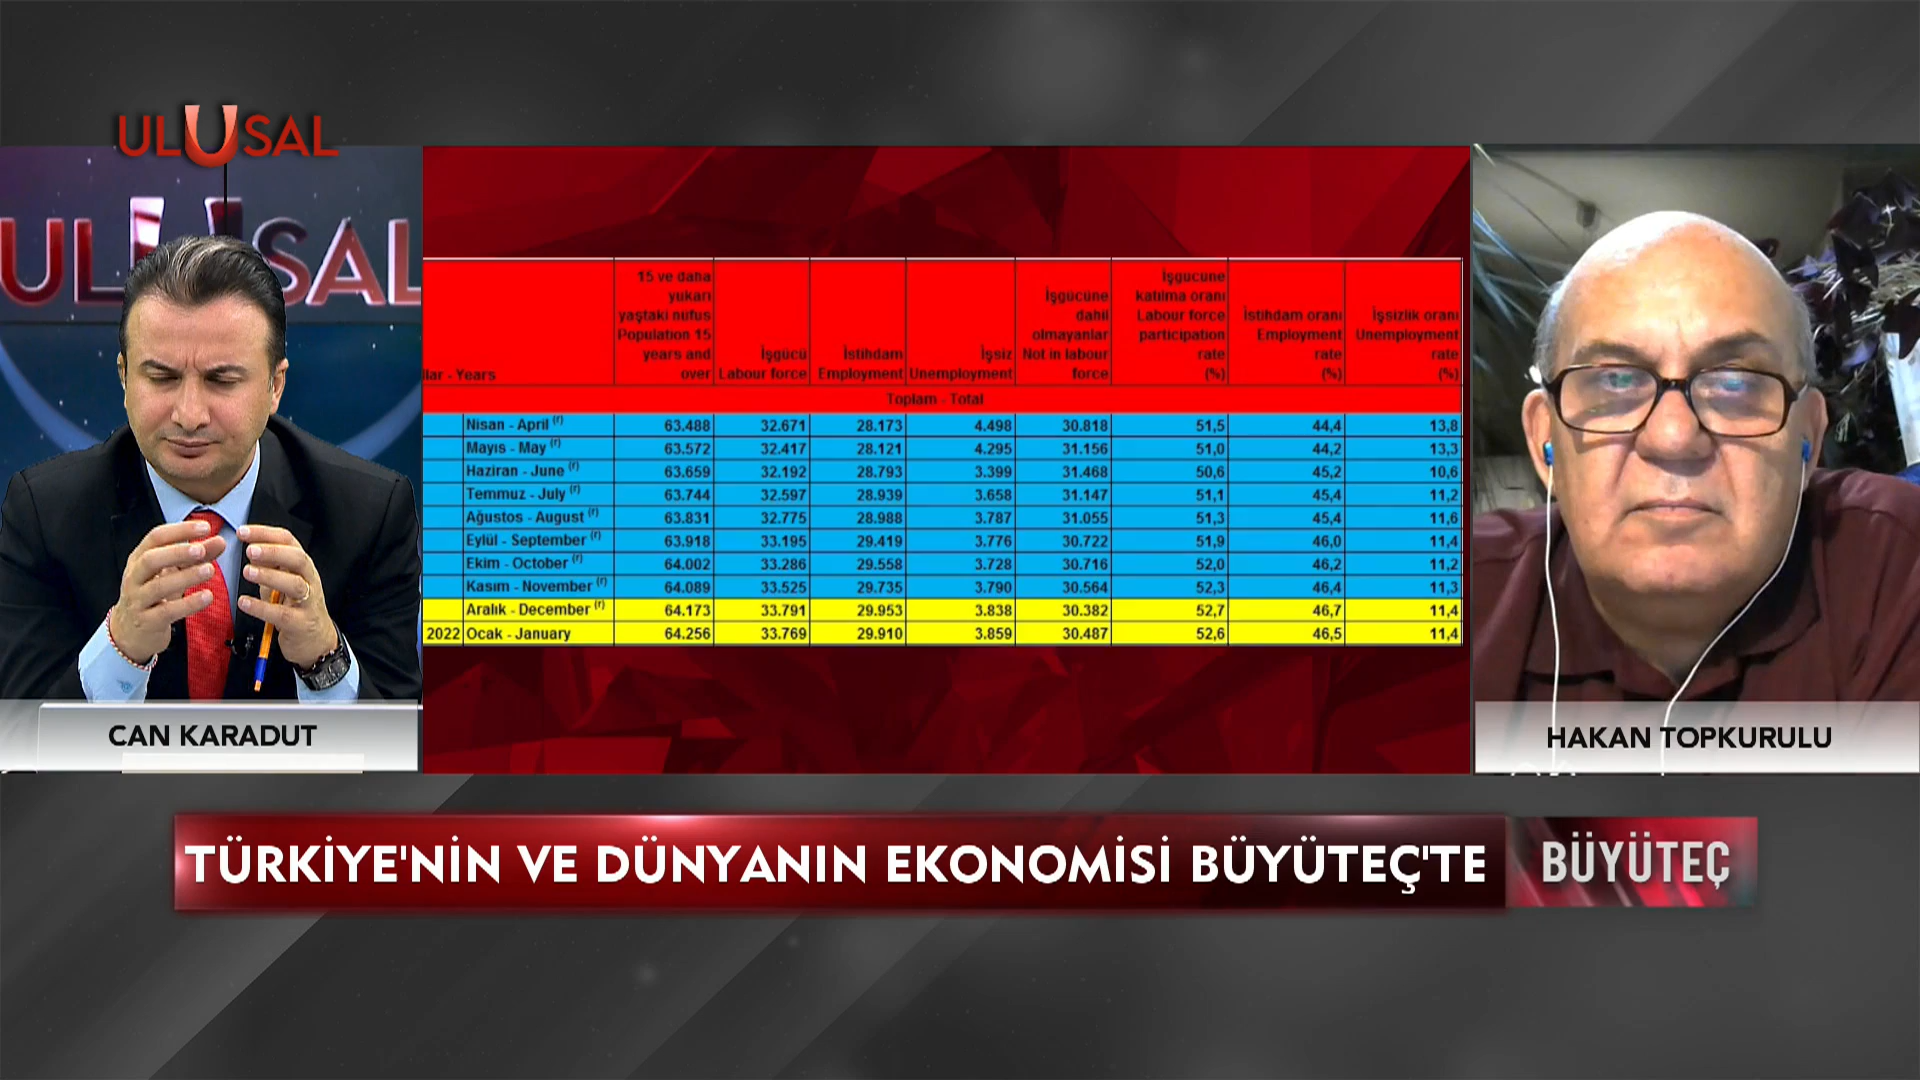 ULUSAL
ULUSAL
15 ve daha
yukarı
yaştaki nüfus
Population 15
years and
over
İşgücü
Labour force
İstihdam
Employment
İşsiz
Unemployment
İşgücüne
dahil
olmayanlar
Not in labour
force
İşgücüne
katılma oranı
Labour force
participation
rate
(%)
İstihdam oranı
Employment
rate
(%)
İşsizlik oranı
Unemployment
rate
(%)
llar - Years
Toplam - Total
Nisan - April (r) 63.488 32.671 28.173 4.498 30.818 51,5 44,4 13,8
Mayıs - May (r) 63.572 32.417 28.121 4.295 31.156 51,0 44,2 13,3
Haziran - June (r) 63.659 32.192 28.793 3.399 31.468 50,6 45,2 10,6
Temmuz - July (r) 63.744 32.597 28.939 3.658 31.147 51,1 45,4 11,2
Ağustos - August (r) 63.831 32.775 28.988 3.787 31.055 51,3 45,4 11,6
Eylül - September (r) 63.918 33.195 29.419 3.776 30.722 51,9 46,0 11,4
Ekim - October (r) 64.002 33.286 29.558 3.728 30.716 52,0 46,2 11,2
Kasım - November (r) 64.089 33.525 29.735 3.790 30.564 52,3 46,4 11,3
Aralık - December (r) 64.173 33.791 29.953 3.838 30.382 52,7 46,7 11,4
2022 Ocak - January 64.256 33.769 29.910 3.859 30.487 52,6 46,5 11,4
CAN KARADUT
HAKAN TOPKURULU
TÜRKİYE'NİN VE DÜNYANIN EKONOMİSİ BÜYÜTEÇ'TE
BÜYÜTEÇ